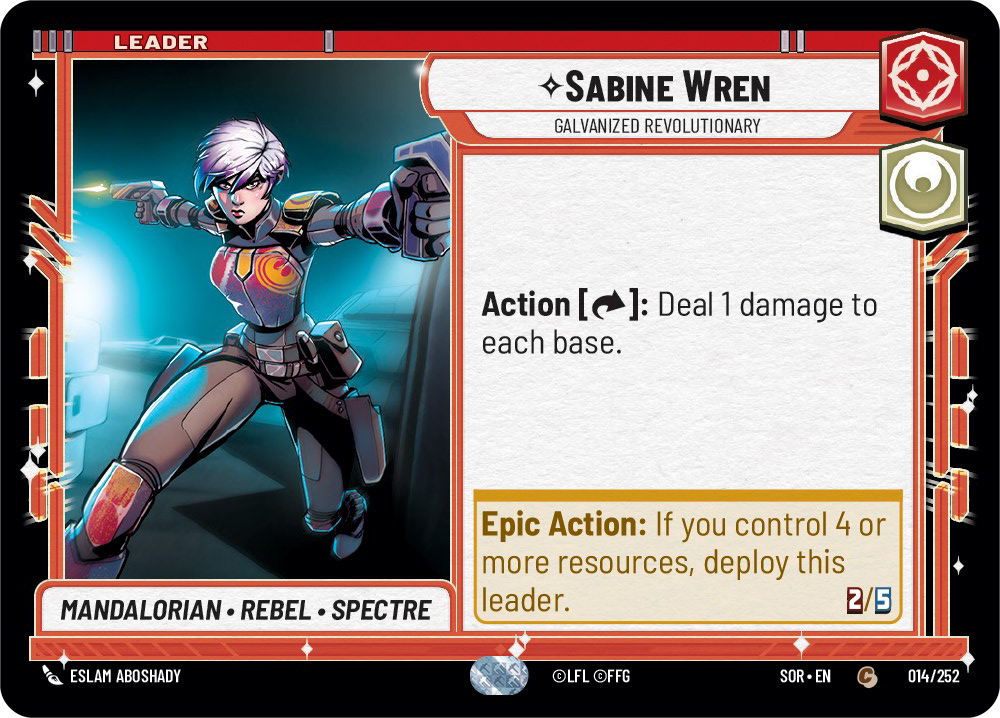 LEADER
✧SABINE WREN
GALVANIZED REVOLUTIONARY
Action [↷]: Deal 1 damage to
each base.
Epic Action: If you control 4 or
more resources, deploy this
leader.
2/5
MANDALORIAN • REBEL • SPECTRE
ESLAM ABOSHADY
©LFL ©FFG
SOR • EN
C
014/252